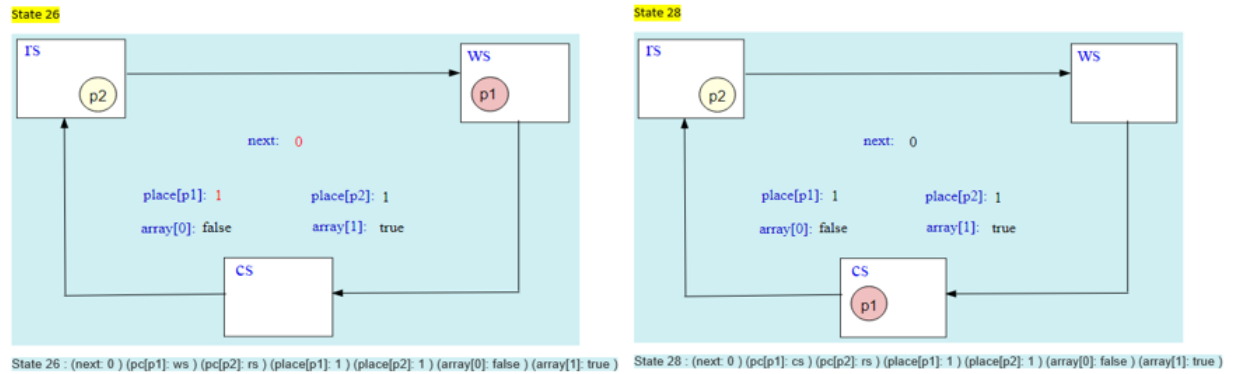 State 26
rs
ws
p2
p1
next: 0
place[p1]: 1
place[p2]: 1
array[0]: false
array[1]: true
cs
State 26 : (next: 0 ) (pc[p1]: ws ) (pc[p2]: rs ) (place[p1]: 1 ) (place[p2]: 1 ) (array[0]: false ) (array[1]: true )
State 28
rs
ws
p2
next: 0
place[p1]: 1
place[p2]: 1
array[0]: false
array[1]: true
cs
p1
State 28 : (next: 0 ) (pc[p1]: cs ) (pc[p2]: rs ) (place[p1]: 1 ) (place[p2]: 1 ) (array[0]: false ) (array[1]: true )